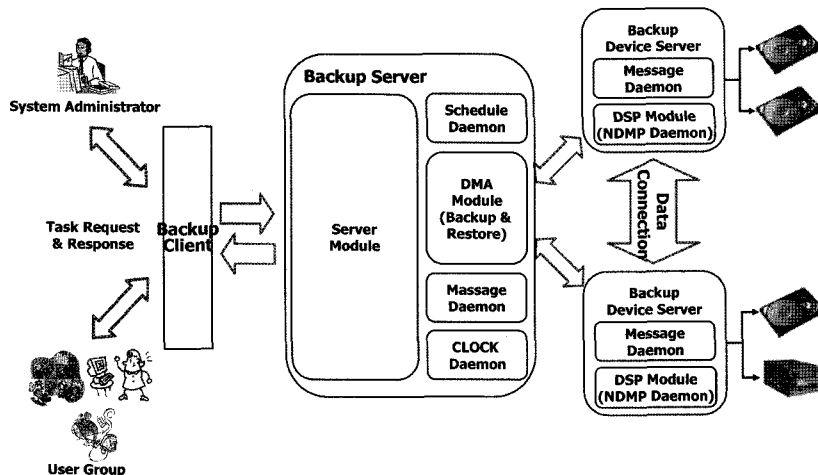 System Administrator
Task Request
& Response
User Group
Backup
Client
Backup Server
Server
Module
Schedule
Daemon
DMA
Module
(Backup &
Restore)
Massage
Daemon
CLOCK
Daemon
Backup
Device Server
Message
Daemon
DSP Module
(NDMP Daemon)
Data
Connection
Backup
Device Server
Message
Daemon
DSP Module
(NDMP Daemon)